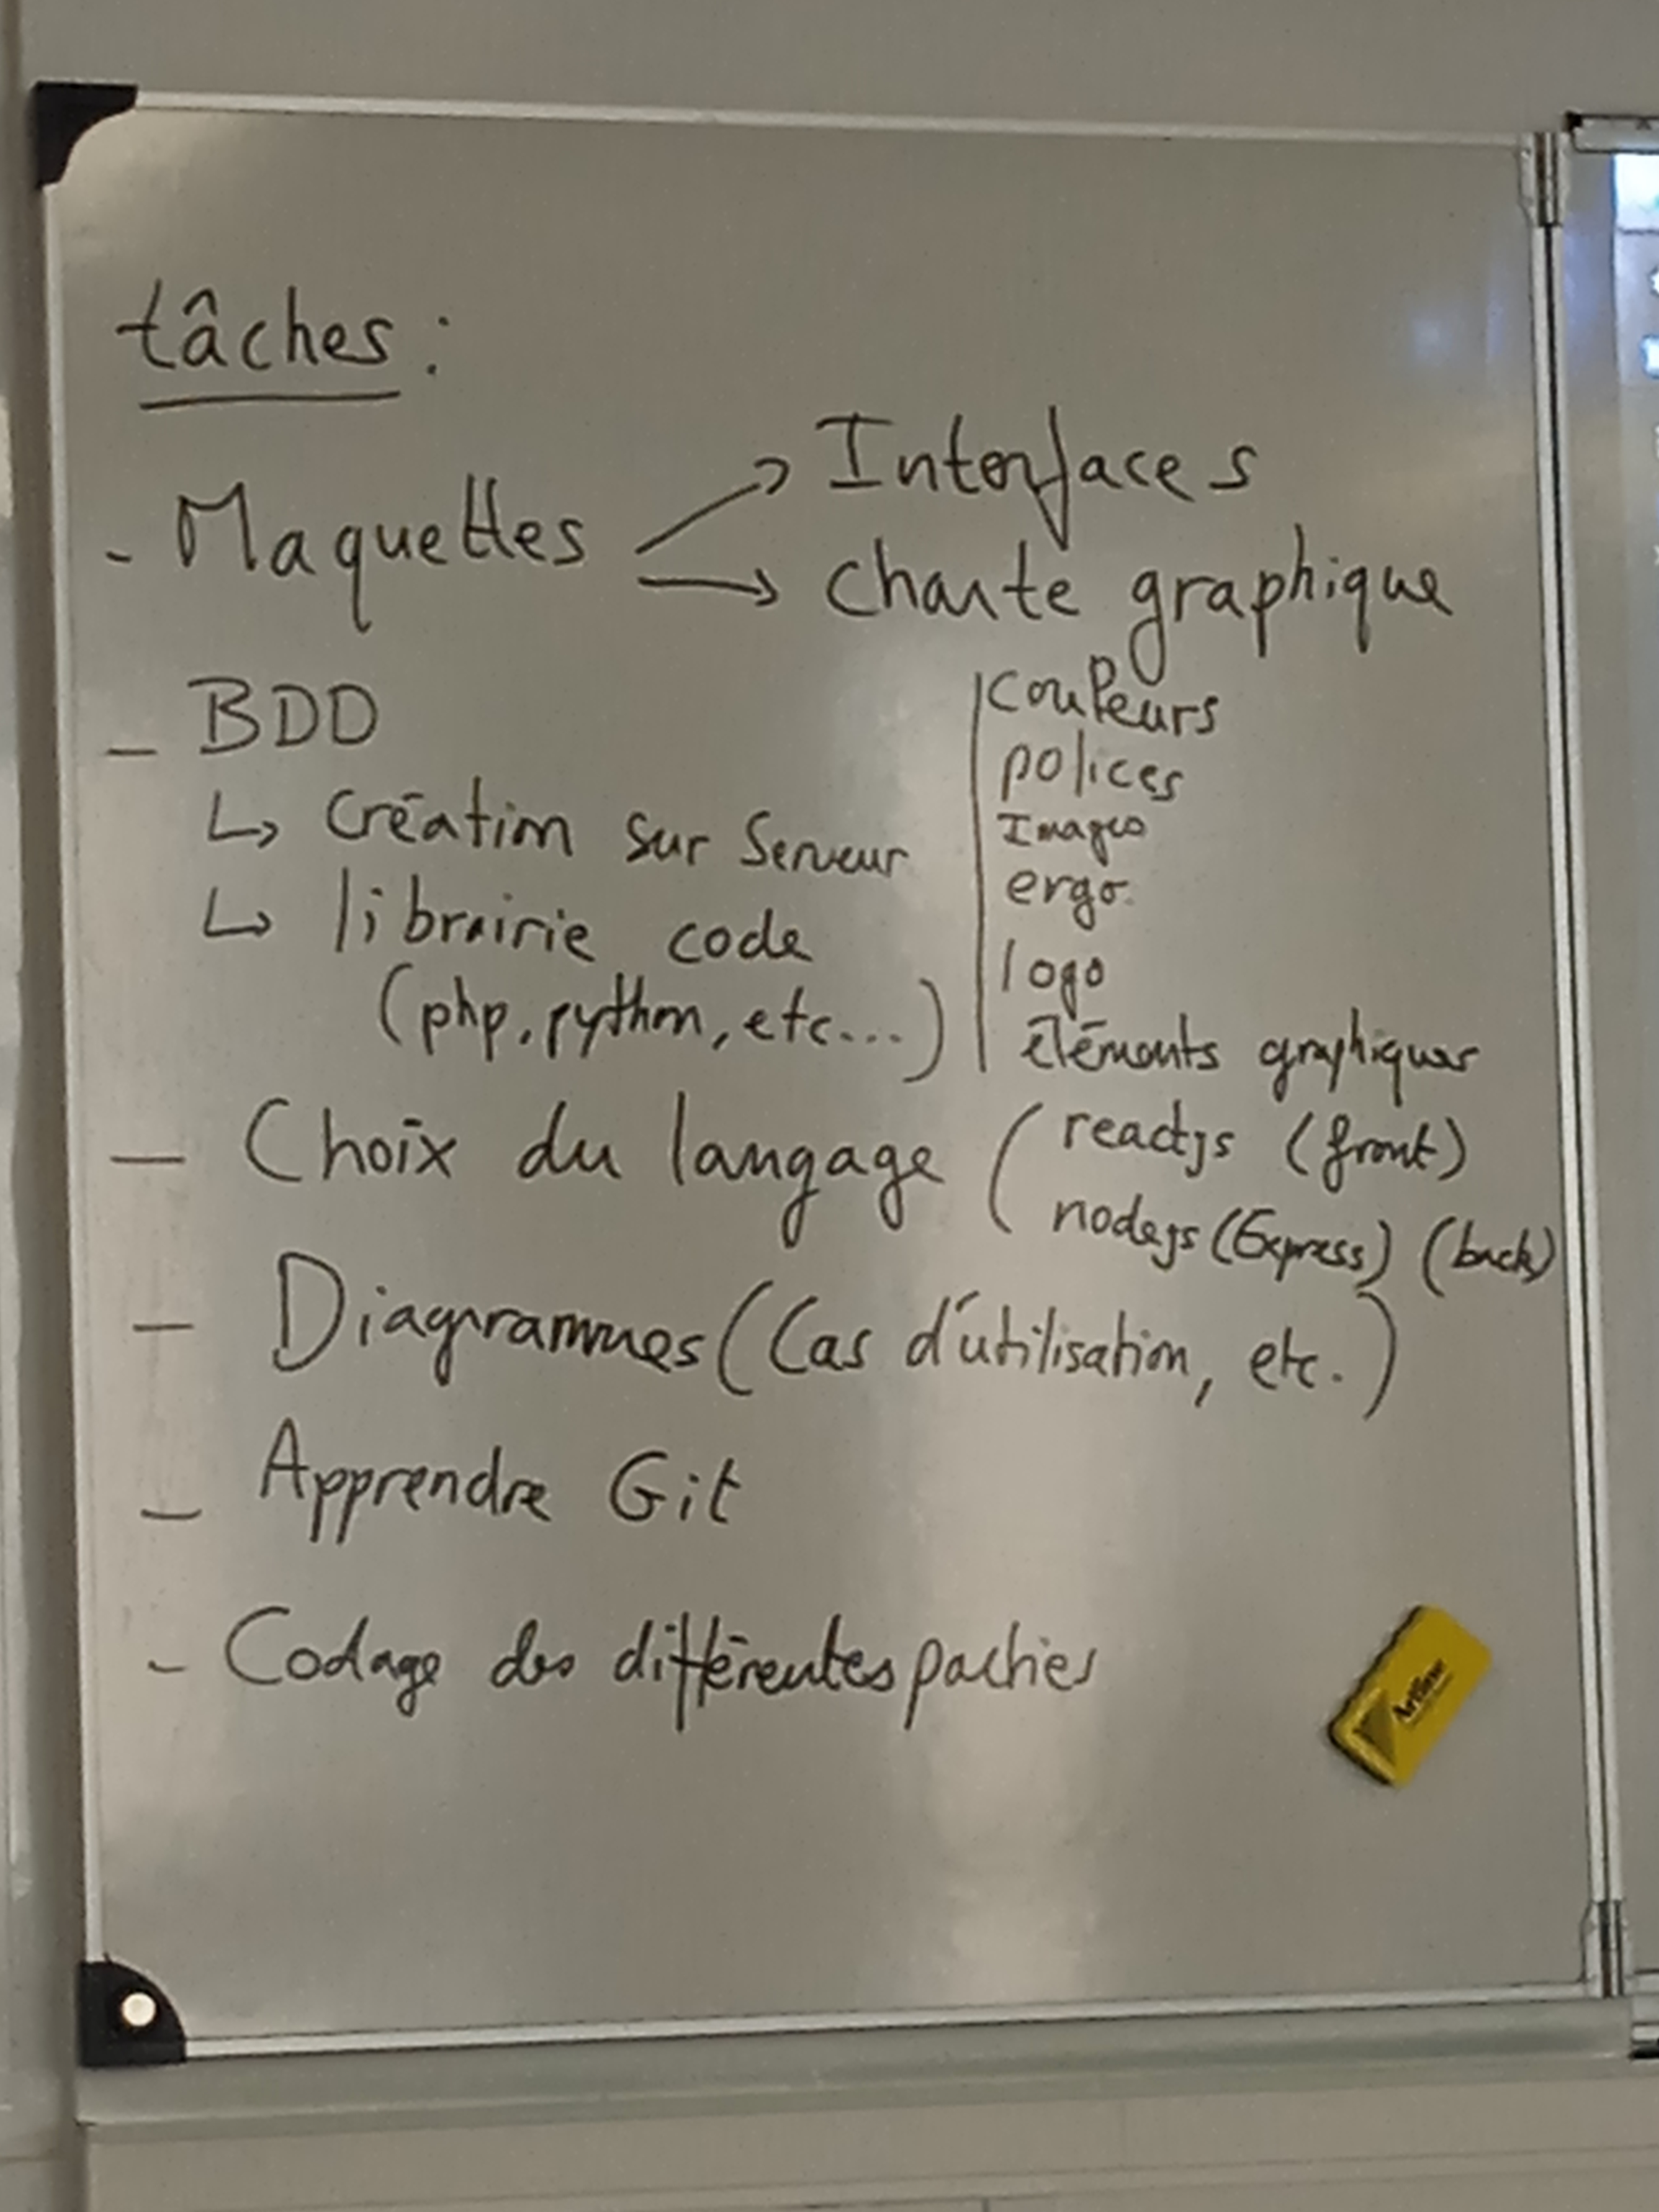 tâches :
- Maquettes → Interfaces
→ charte graphique
| couleurs
polices
Images
ergo.
logo
éléments graphiques
- BDD
↳ création sur Serveur
↳ librairie code
(php, python, etc...)
- Choix du langage ( reactjs (front)
nodejs (Express) (back)
- Diagrammes (Cas d'utilisation, etc.)
- Apprendre Git
- Codage des différentes parties
Artline